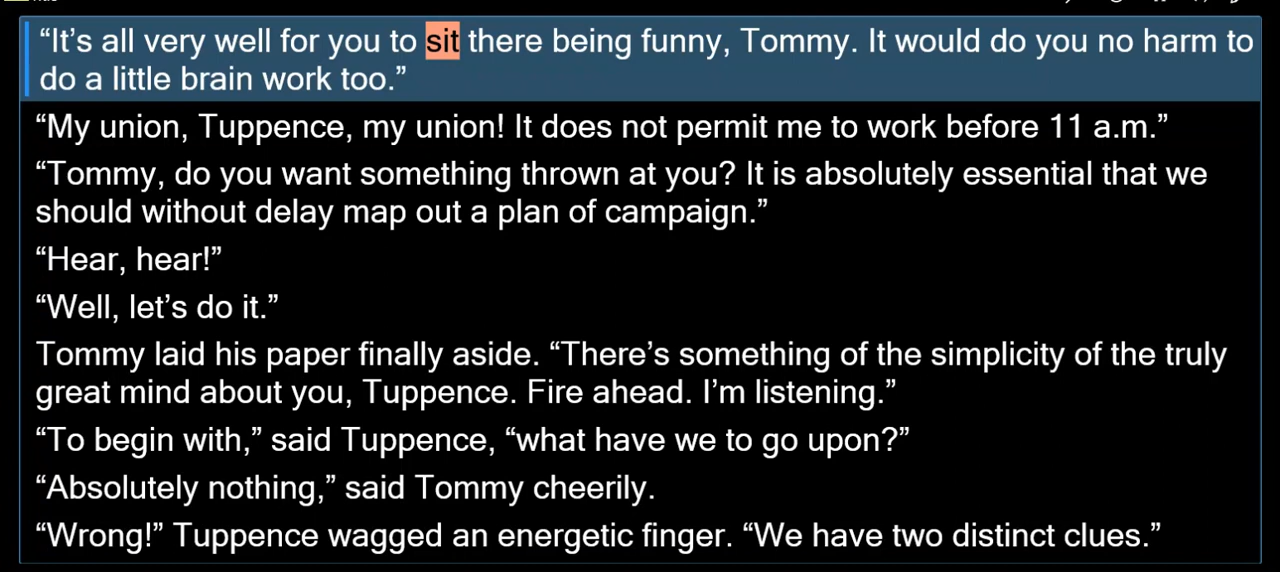 “It’s all very well for you to sit there being funny, Tommy. It would do you no harm to
do a little brain work too.”
“My union, Tuppence, my union! It does not permit me to work before 11 a.m.”
“Tommy, do you want something thrown at you? It is absolutely essential that we
should without delay map out a plan of campaign.”
“Hear, hear!”
“Well, let’s do it.”
Tommy laid his paper finally aside. “There’s something of the simplicity of the truly
great mind about you, Tuppence. Fire ahead. I’m listening.”
“To begin with,” said Tuppence, “what have we to go upon?”
“Absolutely nothing,” said Tommy cheerily.
“Wrong!” Tuppence wagged an energetic finger. “We have two distinct clues.”